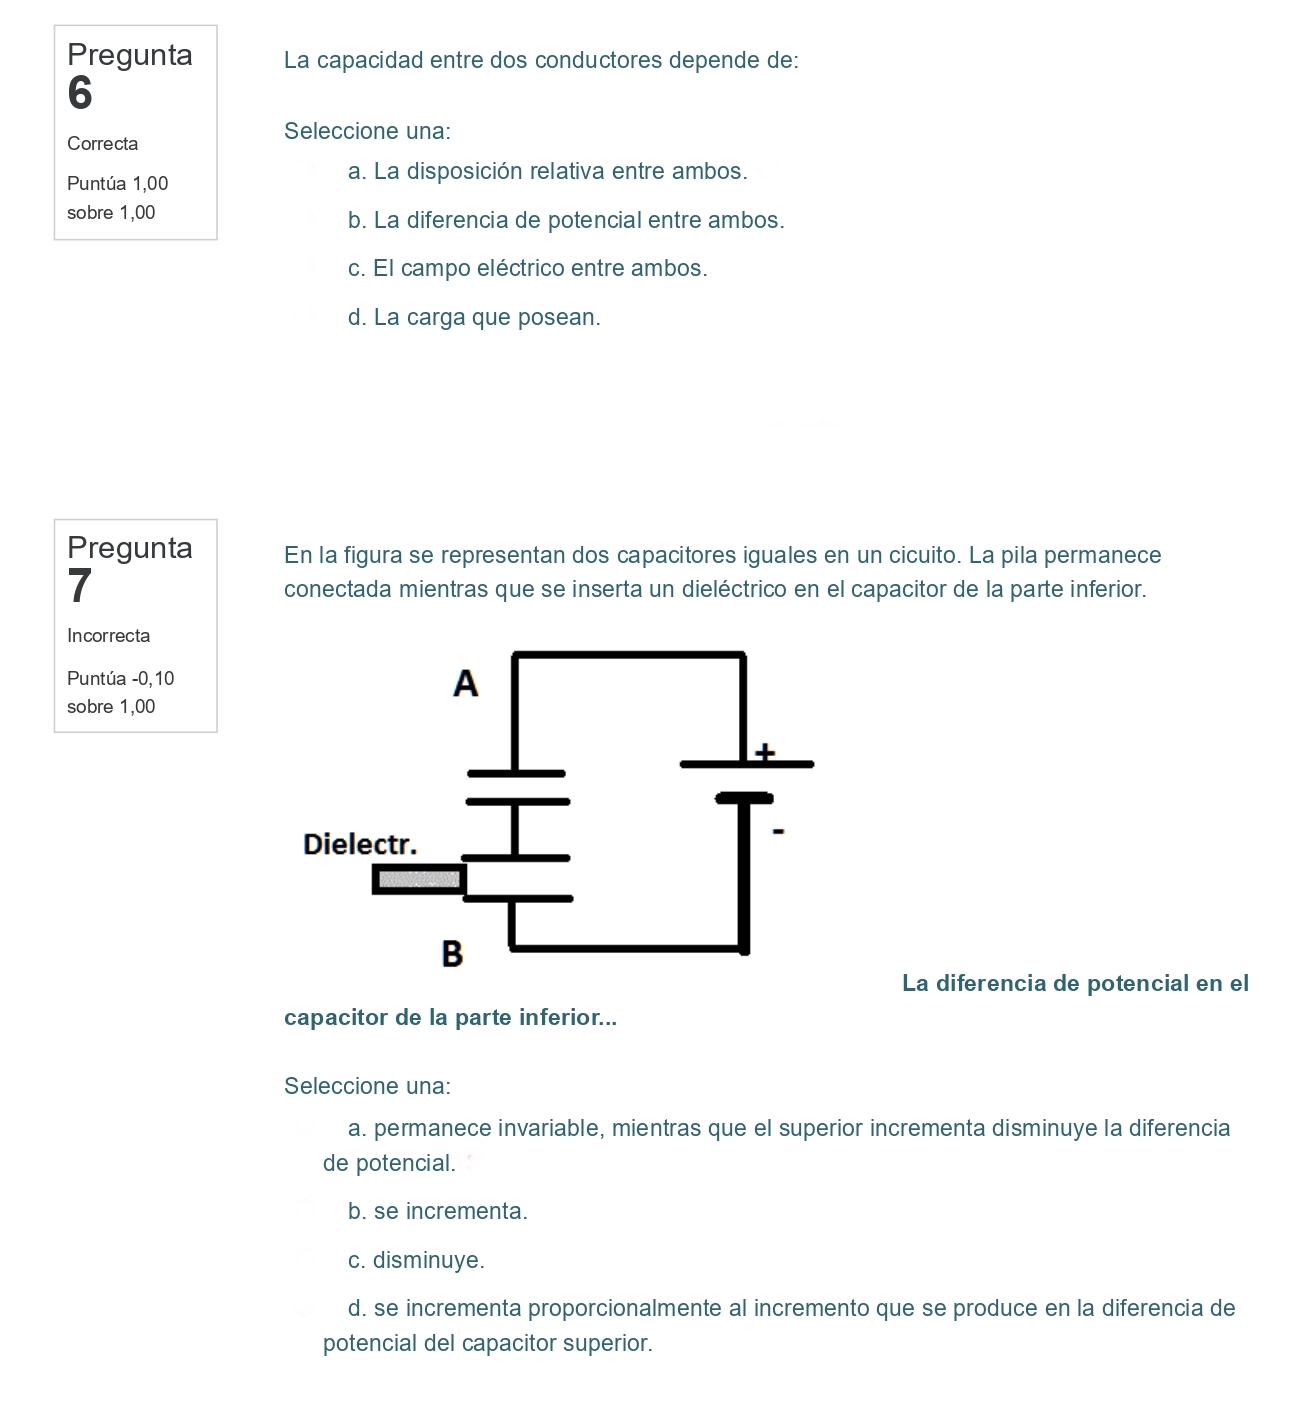 Pregunta
6
Correcta
Puntúa 1,00
sobre 1,00
La capacidad entre dos conductores depende de:
Seleccione una:
a. La disposición relativa entre ambos.
b. La diferencia de potencial entre ambos.
c. El campo eléctrico entre ambos.
d. La carga que posean.
Pregunta
7
Incorrecta
Puntúa -0,10
sobre 1,00
En la figura se representan dos capacitores iguales en un cicuito. La pila permanece
conectada mientras que se inserta un dieléctrico en el capacitor de la parte inferior.
A
+
-
Dielectr.
B
La diferencia de potencial en el
capacitor de la parte inferior...
Seleccione una:
a. permanece invariable, mientras que el superior incrementa disminuye la diferencia
de potencial.
b. se incrementa.
c. disminuye.
d. se incrementa proporcionalmente al incremento que se produce en la diferencia de
potencial del capacitor superior.